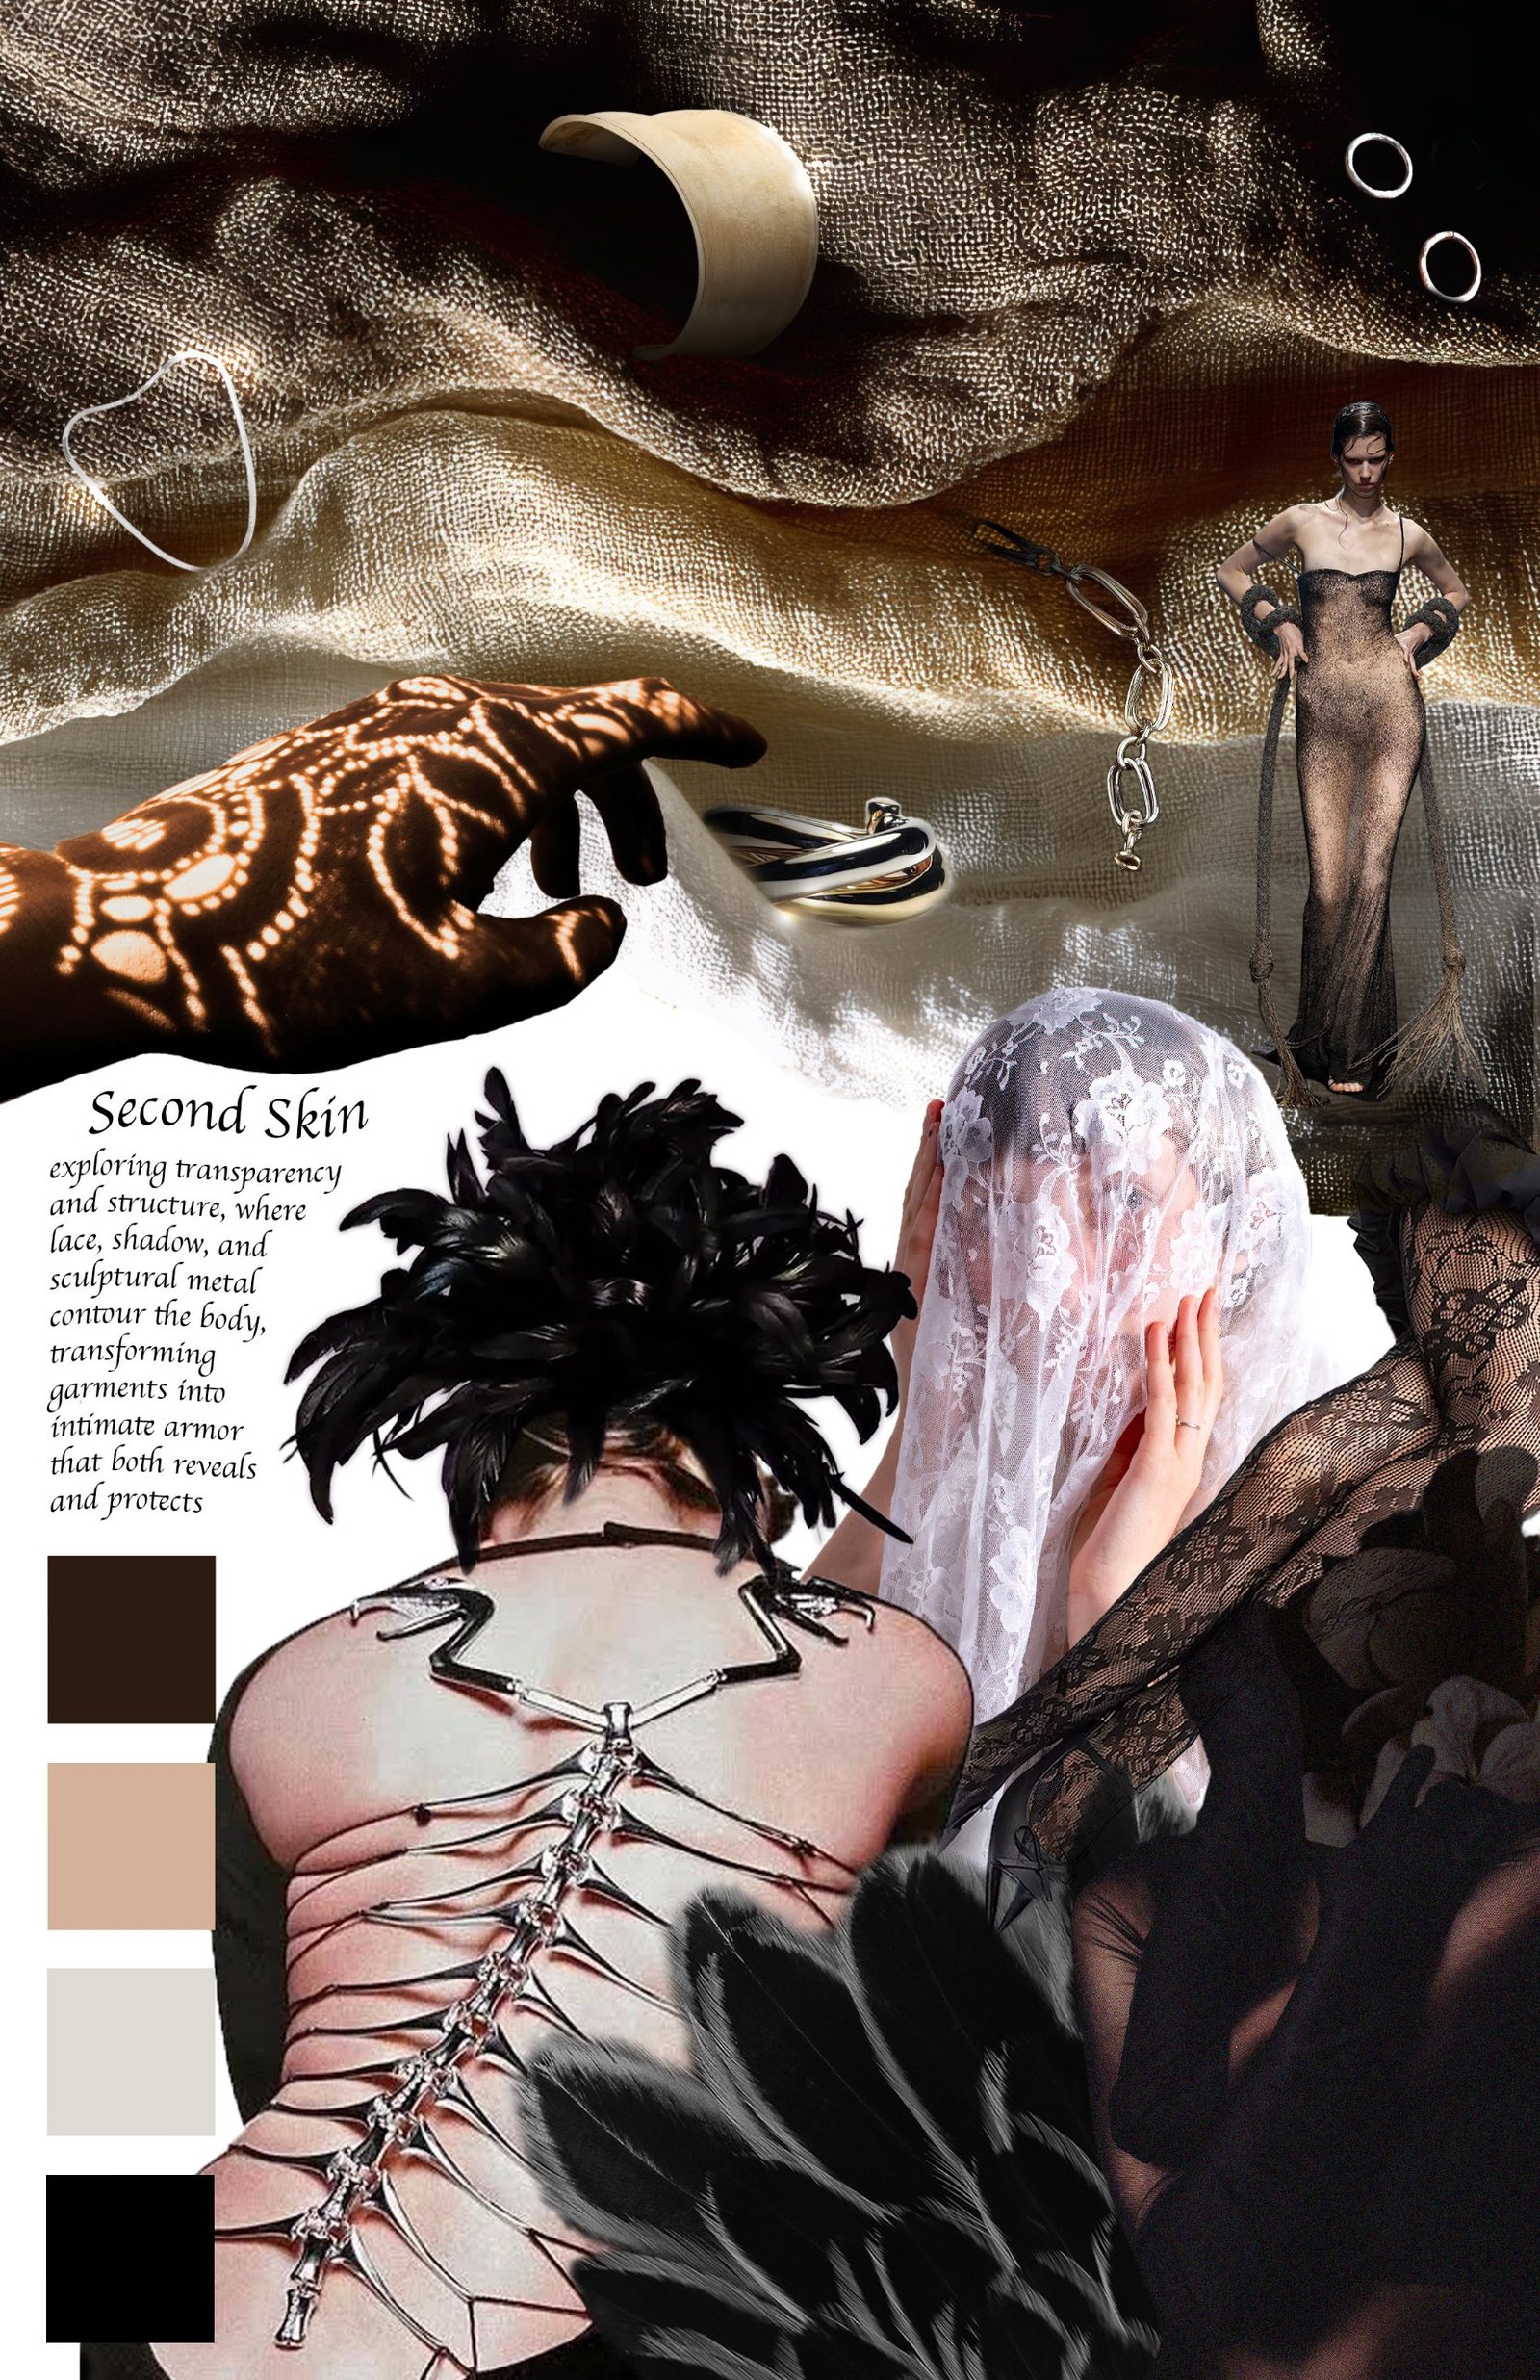 Second Skin
exploring transparency
and structure, where
lace, shadow, and
sculptural metal
contour the body,
transforming
garments into
intimate armor
that both reveals
and protects